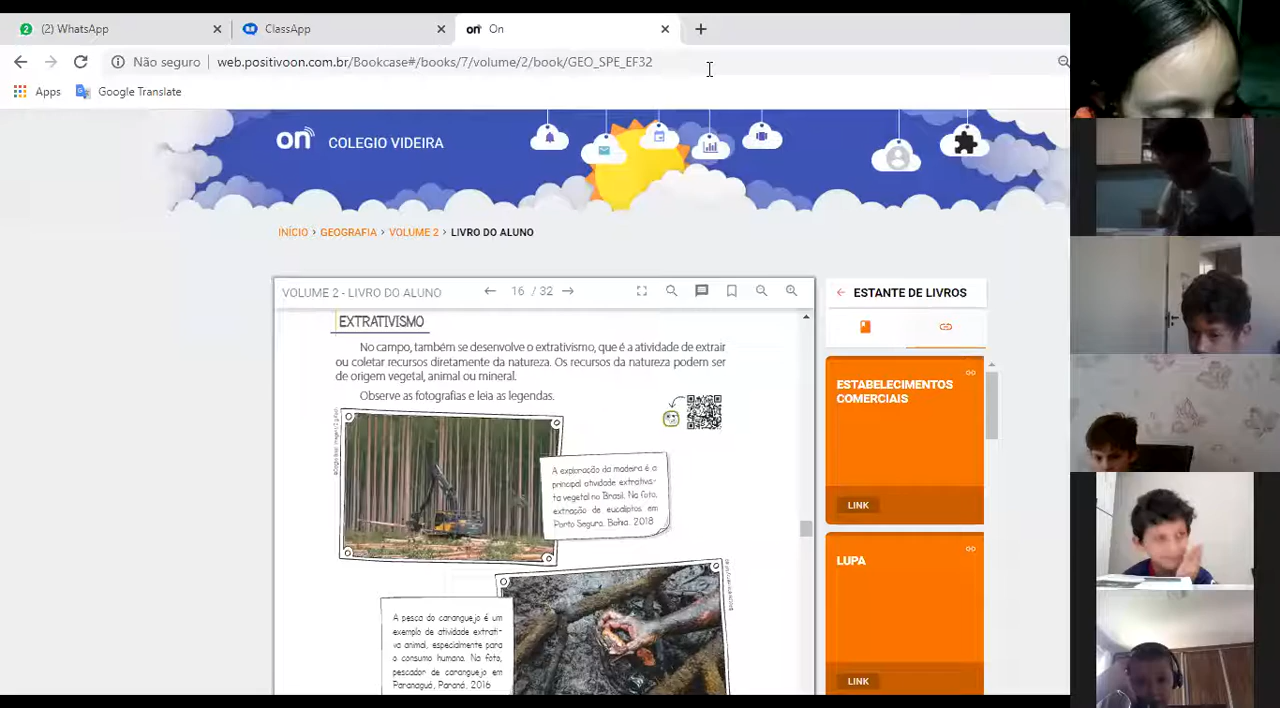 (2) WhatsApp
ClassApp
on On
Não seguro
web.positivoon.com.br/Bookcase#/books/7/volume/2/book/GEO_SPE_EF32
Apps
Google Translate
on COLEGIO VIDEIRA
INÍCIO > GEOGRAFIA > VOLUME 2 > LIVRO DO ALUNO
VOLUME 2 - LIVRO DO ALUNO
16 / 32
ESTANTE DE LIVROS
EXTRATIVISMO
No campo, também se desenvolve o extrativismo, que é a atividade de extrair
ou coletar recursos diretamente da natureza. Os recursos da natureza podem ser
de origem vegetal, animal ou mineral.
Observe as fotografias e leia as legendas.
A exploração da madeira é a
principal atividade extrativis-
ta vegetal no Brasil. Na foto,
extração de eucaliptos em
Porto Seguro, Bahia, 2018
A pesca do caranguejo é um
exemplo de atividade extrati-
va animal, especialmente para
o consumo humano. Na foto,
pescador de caranguejo em
Paranaguá, Paraná, 2016
ESTABELECIMENTOS
COMERCIAIS
LINK
LUPA
LINK